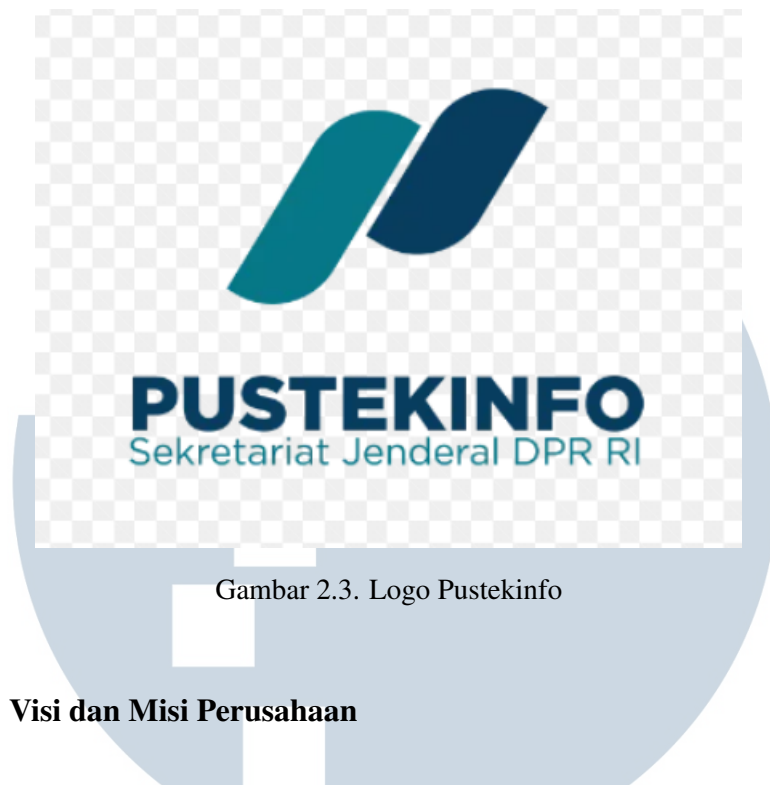 PUSTEKINFO
Sekretariat Jenderal DPR RI
Gambar 2.3. Logo Pustekinfo
Visi dan Misi Perusahaan